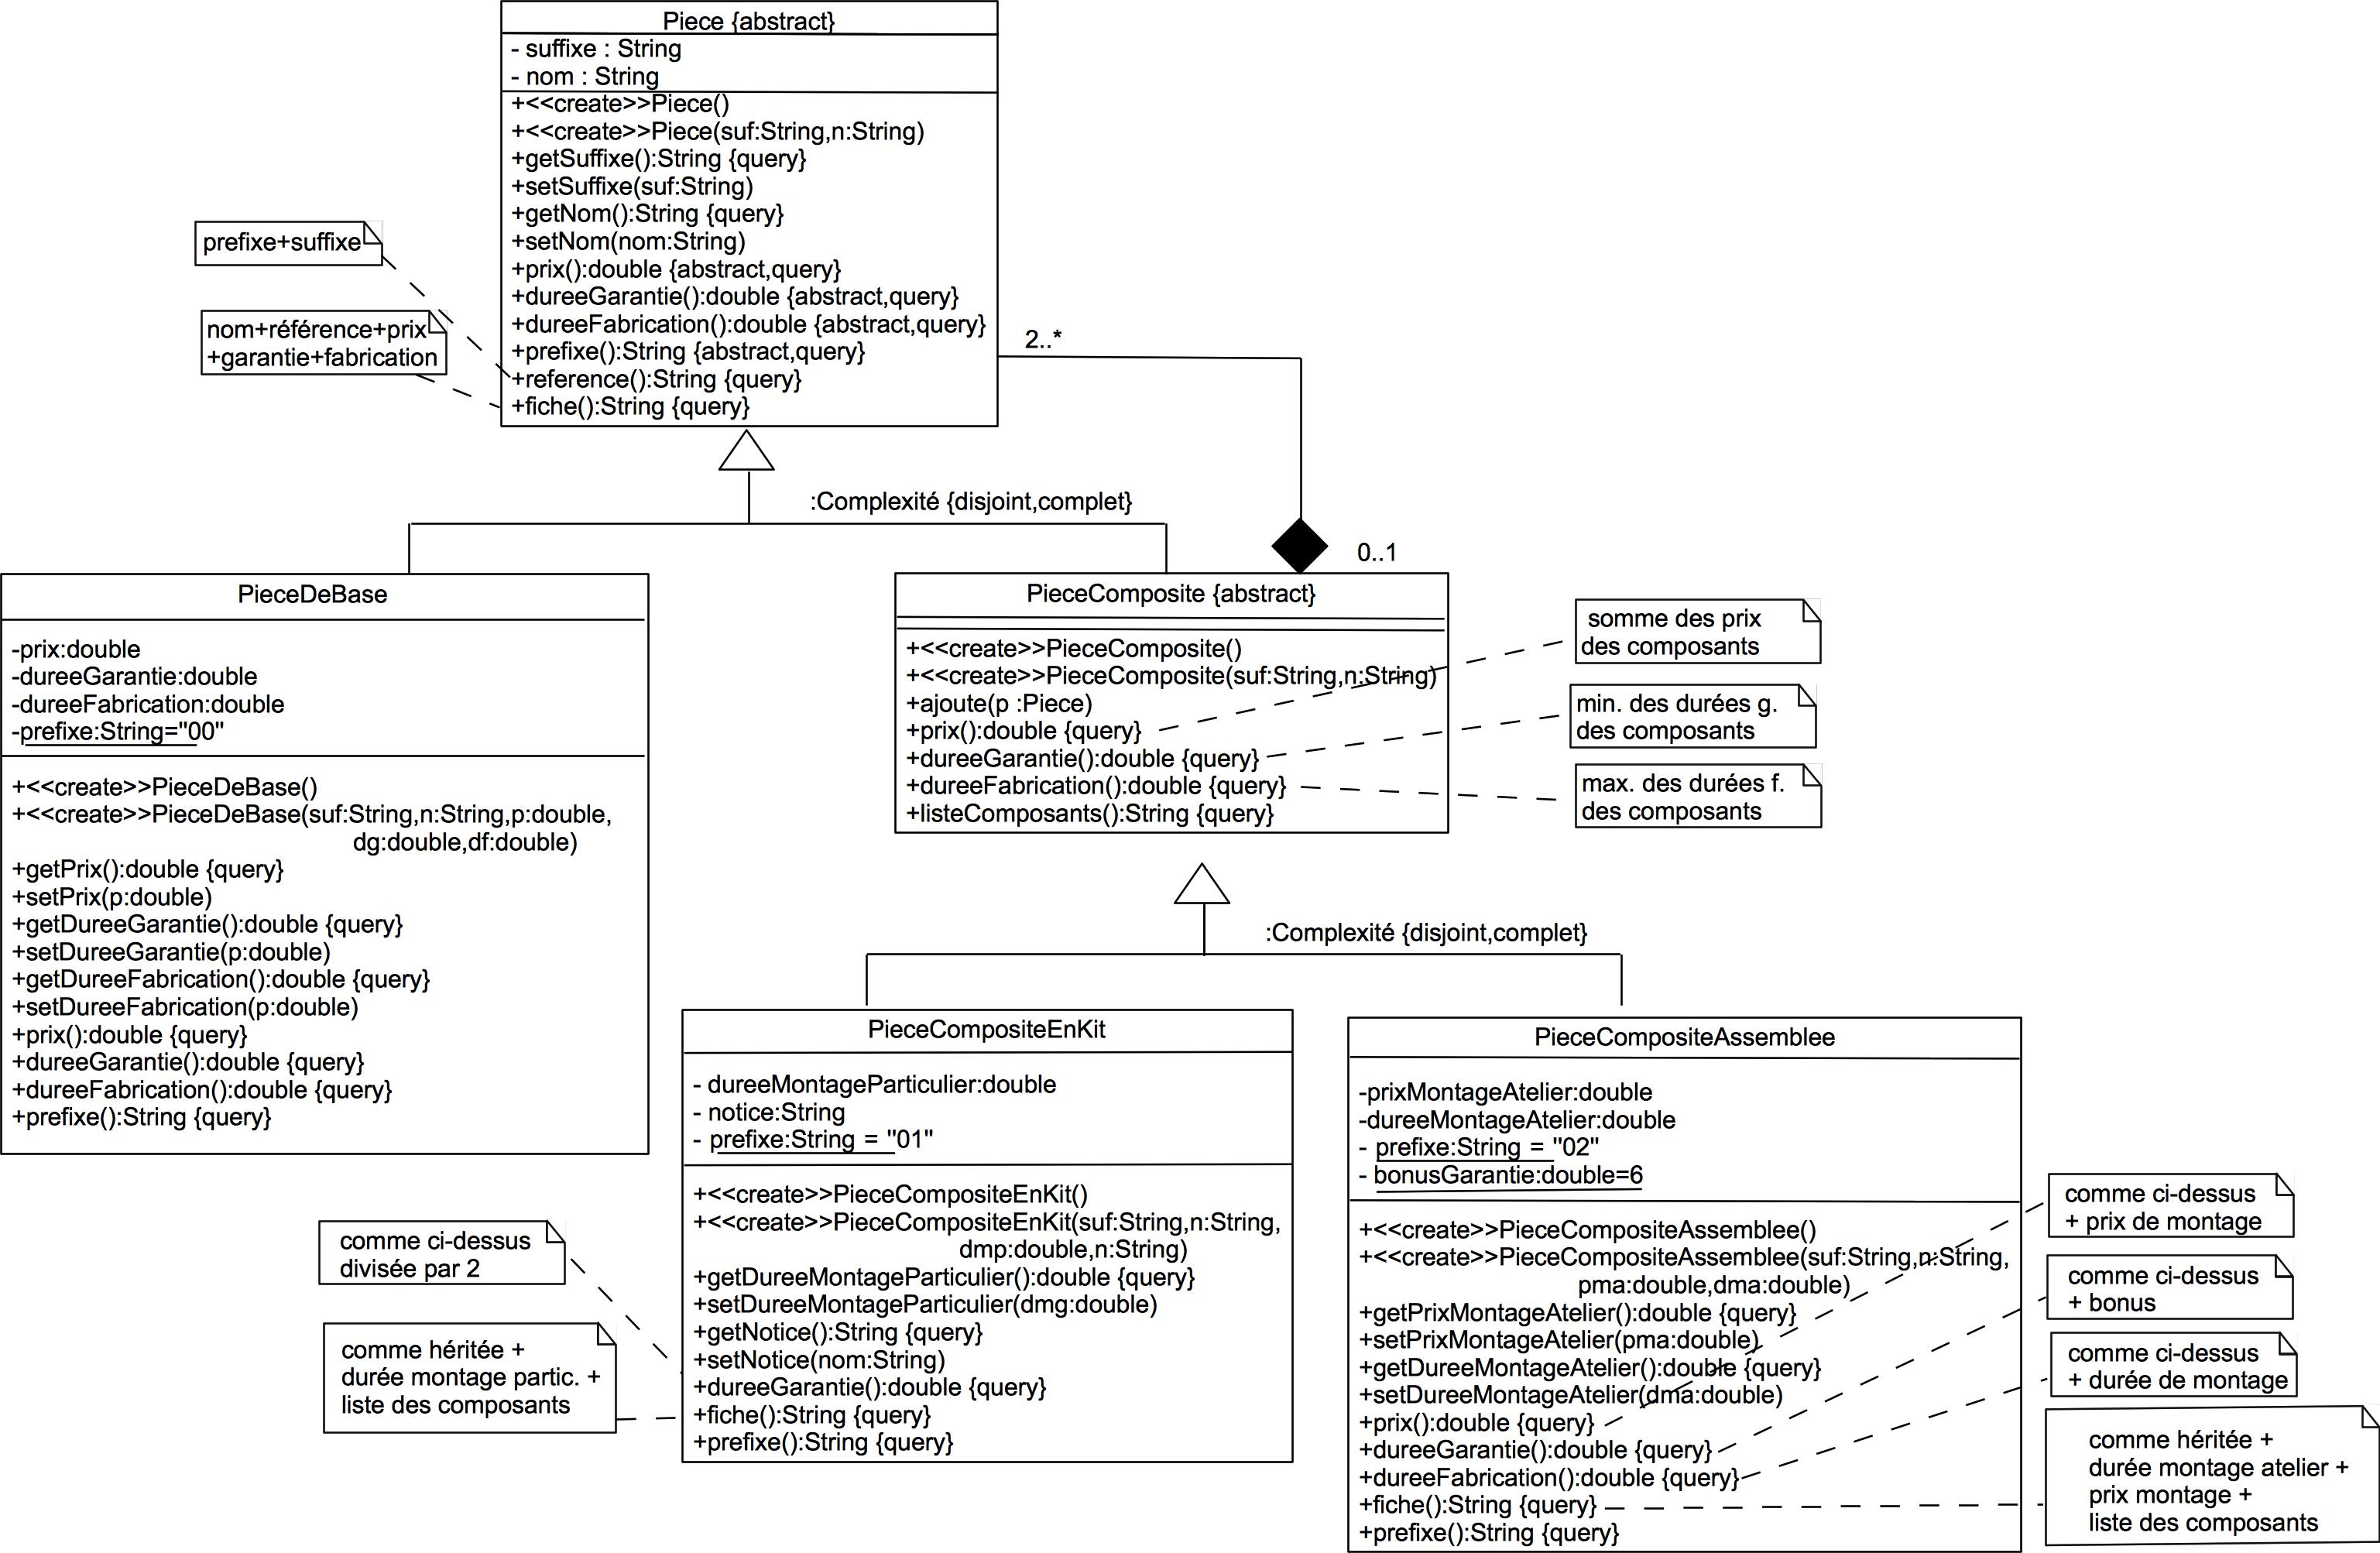 Piece {abstract}
- suffixe : String
- nom : String
+<<create>>Piece()
+<<create>>Piece(suf:String,n:String)
+getSuffixe():String {query}
+setSuffixe(suf:String)
+getNom():String {query}
+setNom(nom:String)
+prix():double {abstract,query}
+dureeGarantie():double {abstract,query}
+dureeFabrication():double {abstract,query}
+prefixe():String {abstract,query}
+reference():String {query}
+fiche():String {query}
prefixe+suffixe
nom+référence+prix
+garantie+fabrication
2..*
:Complexité {disjoint,complet}
0..1
PieceDeBase
-prix:double
-dureeGarantie:double
-dureeFabrication:double
-prefixe:String="00"
+<<create>>PieceDeBase()
+<<create>>PieceDeBase(suf:String,n:String,p:double,
dg:double,df:double)
+getPrix():double {query}
+setPrix(p:double)
+getDureeGarantie():double {query}
+setDureeGarantie(p:double)
+getDureeFabrication():double {query}
+setDureeFabrication(p:double)
+prix():double {query}
+dureeGarantie():double {query}
+dureeFabrication():double {query}
+prefixe():String {query}
PieceComposite {abstract}
+<<create>>PieceComposite()
+<<create>>PieceComposite(suf:String,n:String)
+ajoute(p :Piece)
+prix():double {query}
+dureeGarantie():double {query}
+dureeFabrication():double {query}
+listeComposants():String {query}
somme des prix
des composants
min. des durées g.
des composants
max. des durées f.
des composants
:Complexité {disjoint,complet}
PieceCompositeEnKit
- dureeMontageParticulier:double
- notice:String
- prefixe:String = "01"
+<<create>>PieceCompositeEnKit()
+<<create>>PieceCompositeEnKit(suf:String,n:String,
dmp:double,n:String)
+getDureeMontageParticulier():double {query}
+setDureeMontageParticulier(dmg:double)
+getNotice():String {query}
+setNotice(nom:String)
+dureeGarantie():double {query}
+fiche():String {query}
+prefixe():String {query}
comme ci-dessus
divisée par 2
comme héritée +
durée montage partic. +
liste des composants
PieceCompositeAssemblee
-prixMontageAtelier:double
-dureeMontageAtelier:double
- prefixe:String = "02"
- bonusGarantie:double=6
+<<create>>PieceCompositeAssemblee()
+<<create>>PieceCompositeAssemblee(suf:String,n:String,
pma:double,dma:double)
+getPrixMontageAtelier():double {query}
+setPrixMontageAtelier(pma:double)
+getDureeMontageAtelier():double {query}
+setDureeMontageAtelier(dma:double)
+prix():double {query}
+dureeGarantie():double {query}
+dureeFabrication():double {query}
+fiche():String {query}
+prefixe():String {query}
comme ci-dessus
+ prix de montage
comme ci-dessus
+ bonus
comme ci-dessus
+ durée de montage
comme héritée +
durée montage atelier +
prix montage +
liste des composants